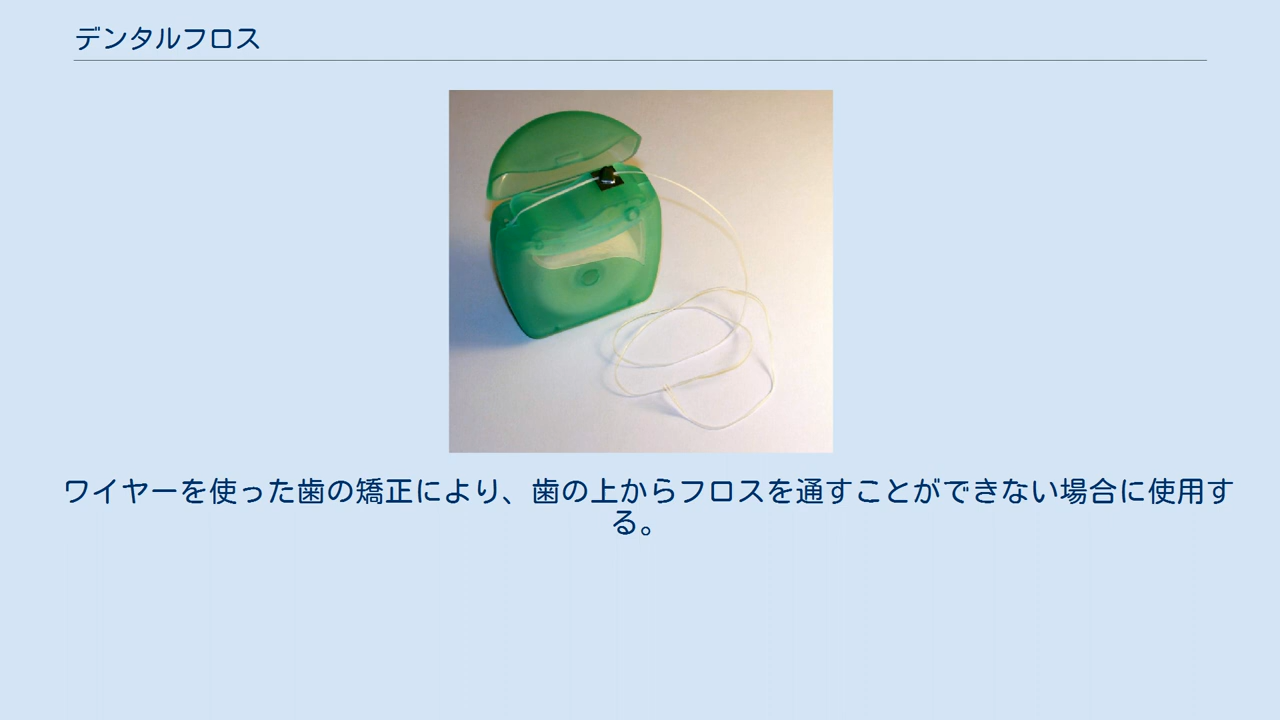 デンタルフロス
ワイヤーを使った歯の矯正により、歯の上からフロスを通すことができない場合に使用す
る。